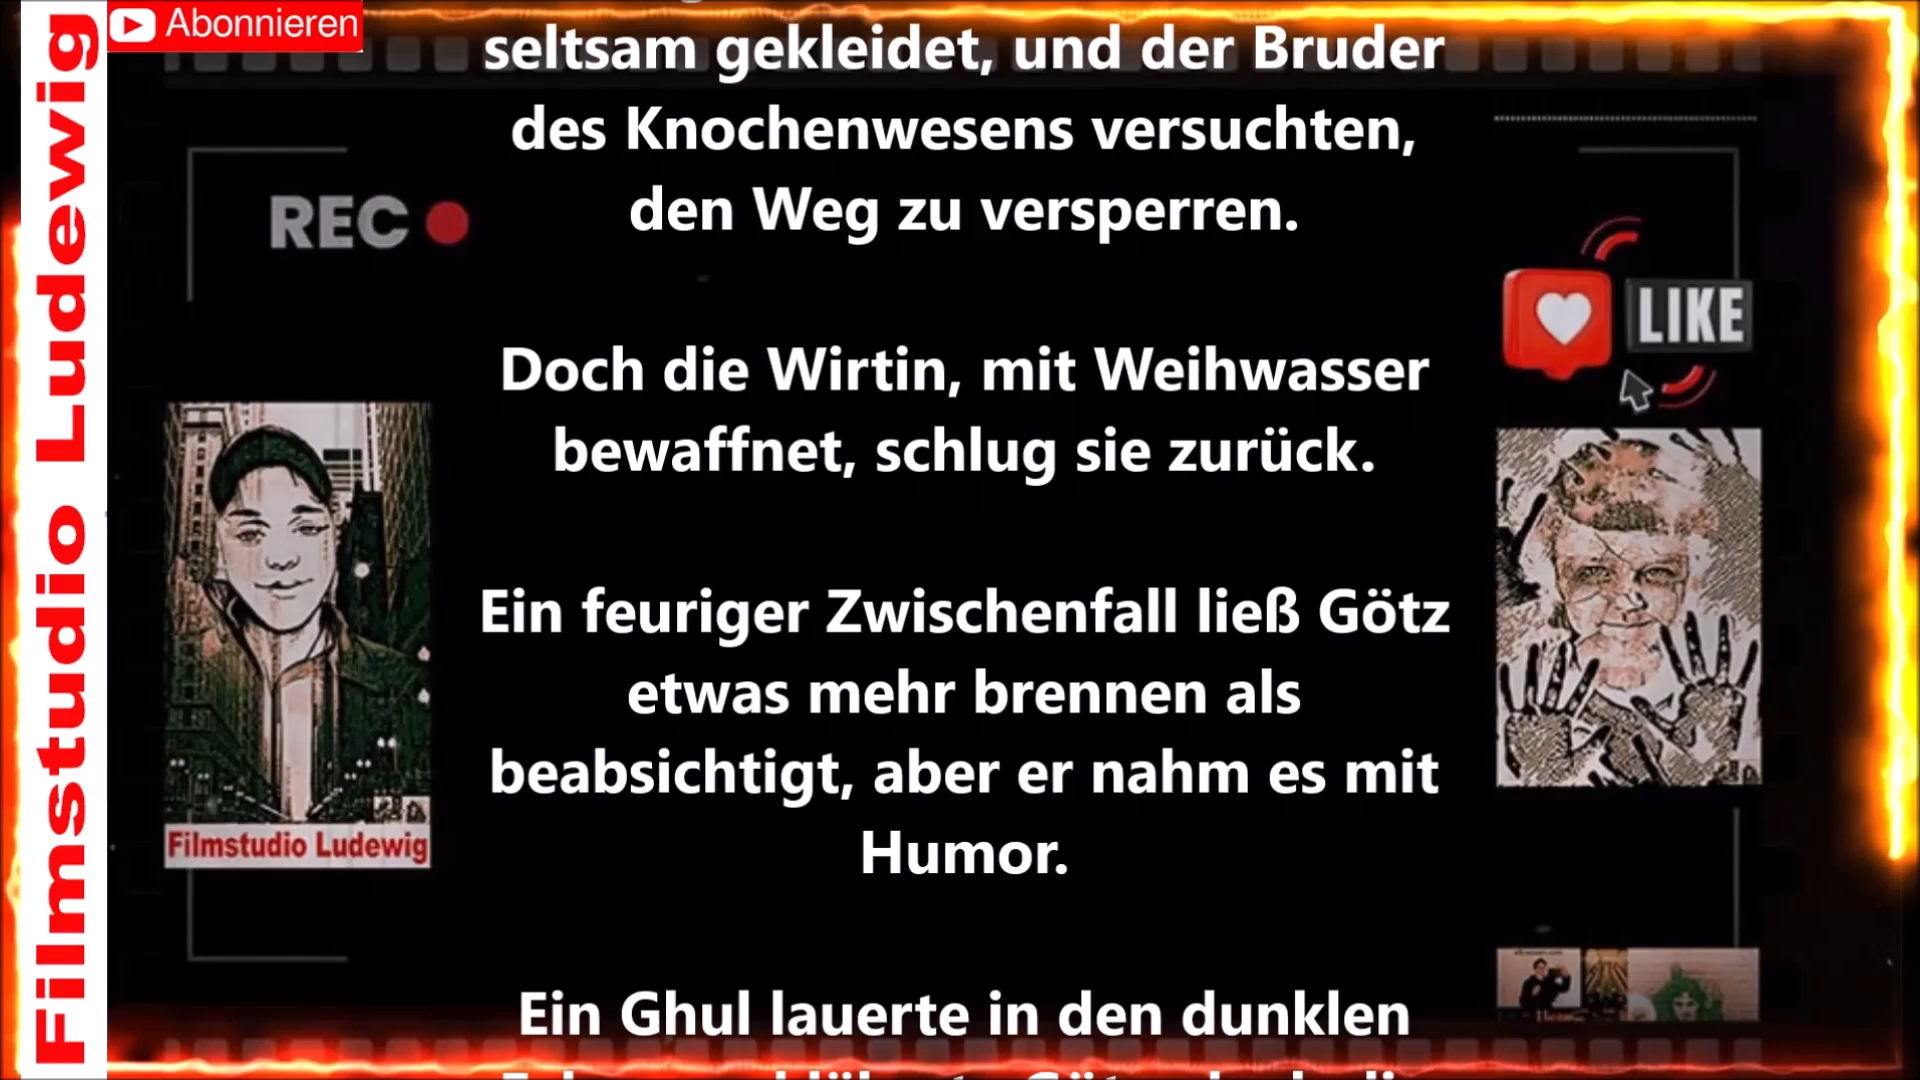 Abonnieren
Filmstudio Ludewig
seltsam gekleidet, und der Bruder
des Knochenwesens versuchten,
den Weg zu versperren.
REC
LIKE
Doch die Wirtin, mit Weihwasser
bewaffnet, schlug sie zurück.
Ein feuriger Zwischenfall ließ Götz
etwas mehr brennen als
beabsichtigt, aber er nahm es mit
Humor.
Filmstudio Ludewig
Ein Ghul lauerte in den dunklen